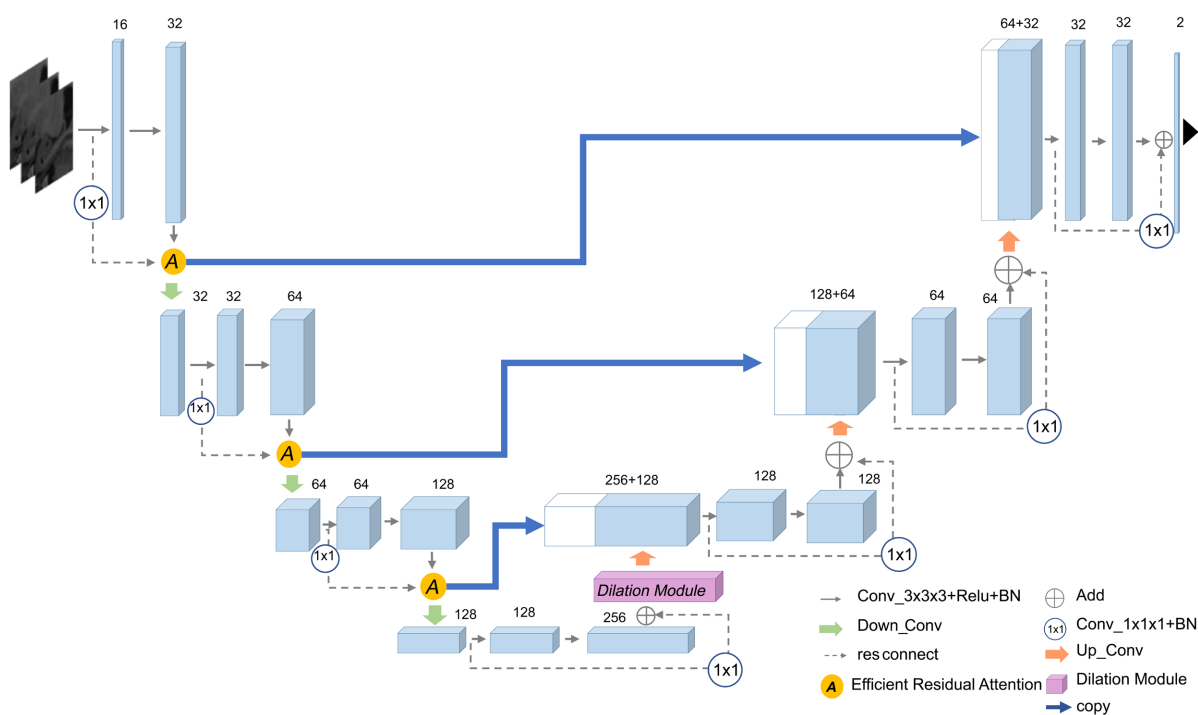 16
32
64+32
32
32
2
1x1
A
1x1
32
32
64
128+64
64
64
1x1
A
1x1
64
64
128
256+128
128
128
1x1
A
1x1
Dilation Module
128
128
256
1x1
Conv_3x3x3+Relu+BN
Down_Conv
res connect
A Efficient Residual Attention
Add
1x1 Conv_1x1x1+BN
Up_Conv
Dilation Module
copy